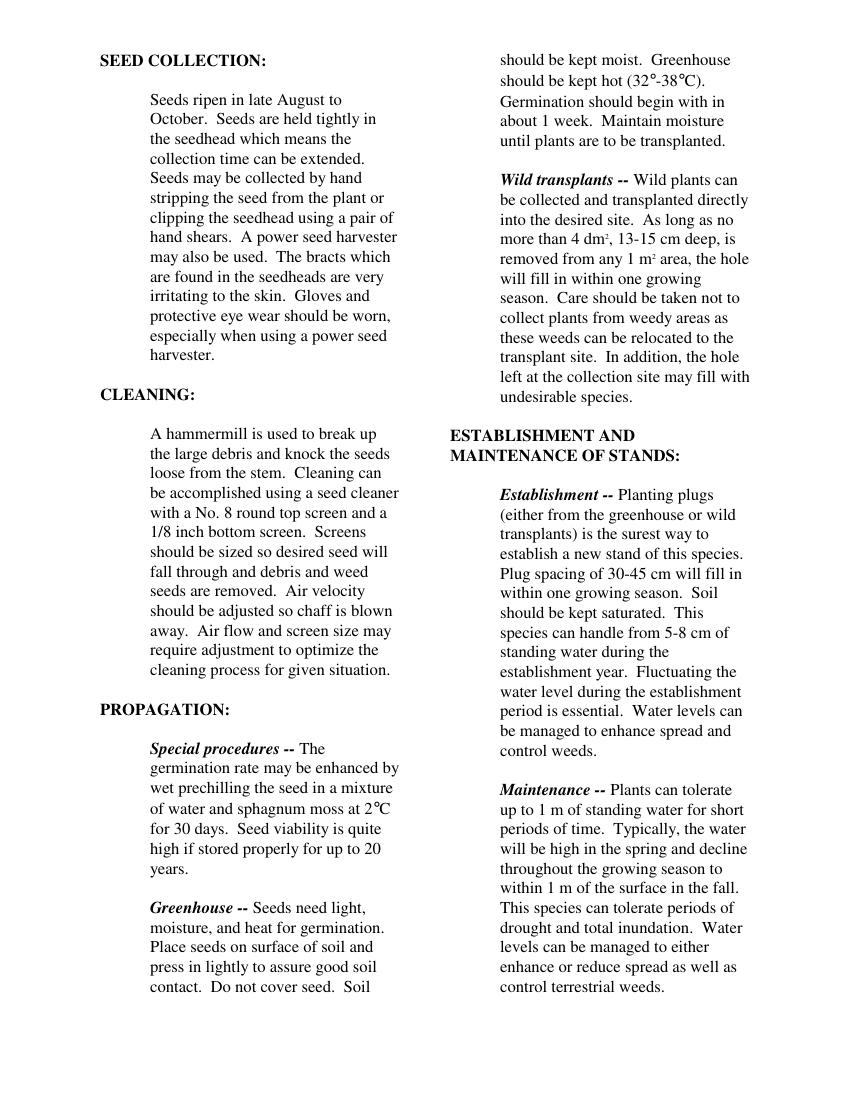 SEED COLLECTION:
Seeds ripen in late August to
October.  Seeds are held tightly in
the seedhead which means the
collection time can be extended.
Seeds may be collected by hand
stripping the seed from the plant or
clipping the seedhead using a pair of
hand shears.  A power seed harvester
may also be used.  The bracts which
are found in the seedheads are very
irritating to the skin.  Gloves and
protective eye wear should be worn,
especially when using a power seed
harvester.
CLEANING:
A hammermill is used to break up
the large debris and knock the seeds
loose from the stem.  Cleaning can
be accomplished using a seed cleaner
with a No. 8 round top screen and a
1/8 inch bottom screen.  Screens
should be sized so desired seed will
fall through and debris and weed
seeds are removed.  Air velocity
should be adjusted so chaff is blown
away.  Air flow and screen size may
require adjustment to optimize the
cleaning process for given situation.
PROPAGATION:
Special procedures -- The
germination rate may be enhanced by
wet prechilling the seed in a mixture
of water and sphagnum moss at 2°C
for 30 days.  Seed viability is quite
high if stored properly for up to 20
years.
Greenhouse -- Seeds need light,
moisture, and heat for germination.
Place seeds on surface of soil and
press in lightly to assure good soil
contact.  Do not cover seed.  Soil
should be kept moist.  Greenhouse
should be kept hot (32°-38°C).
Germination should begin with in
about 1 week.  Maintain moisture
until plants are to be transplanted.
Wild transplants -- Wild plants can
be collected and transplanted directly
into the desired site.  As long as no
more than 4 dm², 13-15 cm deep, is
removed from any 1 m² area, the hole
will fill in within one growing
season.  Care should be taken not to
collect plants from weedy areas as
these weeds can be relocated to the
transplant site.  In addition, the hole
left at the collection site may fill with
undesirable species.
ESTABLISHMENT AND
MAINTENANCE OF STANDS:
Establishment -- Planting plugs
(either from the greenhouse or wild
transplants) is the surest way to
establish a new stand of this species.
Plug spacing of 30-45 cm will fill in
within one growing season.  Soil
should be kept saturated.  This
species can handle from 5-8 cm of
standing water during the
establishment year.  Fluctuating the
water level during the establishment
period is essential.  Water levels can
be managed to enhance spread and
control weeds.
Maintenance -- Plants can tolerate
up to 1 m of standing water for short
periods of time.  Typically, the water
will be high in the spring and decline
throughout the growing season to
within 1 m of the surface in the fall.
This species can tolerate periods of
drought and total inundation.  Water
levels can be managed to either
enhance or reduce spread as well as
control terrestrial weeds.